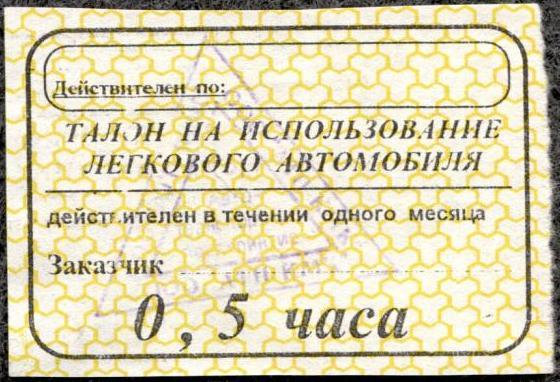 Действителен по:
ТАЛОН НА ИСПОЛЬЗОВАНИЕ
ЛЕГКОВОГО АВТОМОБИЛЯ
действителен в течении одного месяца
Заказчик
0,5 часа